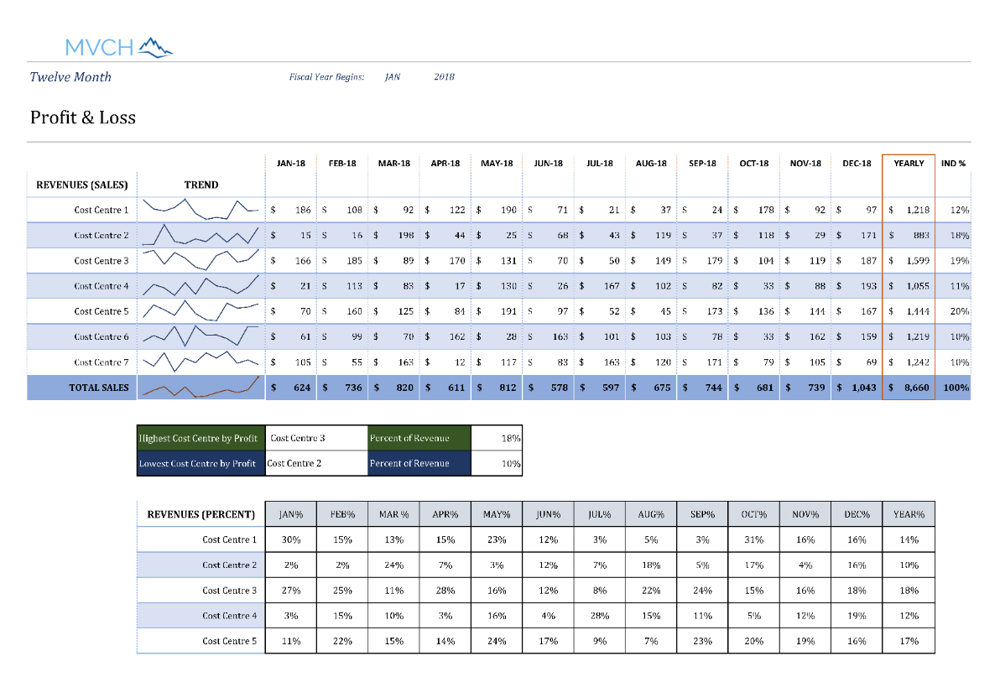 MVCH
Twelve Month Fiscal Year Begins: JAN 2018
Profit & Loss
JAN-18 FEB-18 MAR-18 APR-18 MAY-18 JUN-18 JUL-18 AUG-18 SEP-18 OCT-18 NOV-18 DEC-18 YEARLY IND %
REVENUES (SALES) TREND
Cost Centre 1 $ 186 $ 108 $ 92 $ 122 $ 190 $ 71 $ 21 $ 37 $ 24 $ 178 $ 92 $ 97 $ 1,218 12%
Cost Centre 2 $ 15 $ 16 $ 198 $ 44 $ 25 $ 68 $ 43 $ 119 $ 37 $ 118 $ 29 $ 171 $ 883 18%
Cost Centre 3 $ 166 $ 185 $ 89 $ 170 $ 131 $ 70 $ 50 $ 149 $ 179 $ 104 $ 119 $ 187 $ 1,599 19%
Cost Centre 4 $ 21 $ 113 $ 83 $ 17 $ 130 $ 26 $ 167 $ 102 $ 82 $ 33 $ 88 $ 193 $ 1,055 11%
Cost Centre 5 $ 70 $ 160 $ 125 $ 84 $ 191 $ 97 $ 52 $ 45 $ 173 $ 136 $ 144 $ 167 $ 1,444 20%
Cost Centre 6 $ 61 $ 99 $ 70 $ 162 $ 28 $ 163 $ 101 $ 103 $ 78 $ 33 $ 162 $ 159 $ 1,219 10%
Cost Centre 7 $ 105 $ 55 $ 163 $ 12 $ 117 $ 83 $ 163 $ 120 $ 171 $ 79 $ 105 $ 69 $ 1,242 10%
TOTAL SALES $ 624 $ 736 $ 820 $ 611 $ 812 $ 578 $ 597 $ 675 $ 744 $ 681 $ 739 $ 1,043 $ 8,660 100%
Highest Cost Centre by Profit Cost Centre 3 Percent of Revenue 18%
Lowest Cost Centre by Profit Cost Centre 2 Percent of Revenue 10%
REVENUES (PERCENT) JAN% FEB% MAR % APR% MAY% JUN% JUL% AUG% SEP% OCT% NOV% DEC% YEAR%
Cost Centre 1 30% 15% 13% 15% 23% 12% 3% 5% 3% 31% 16% 16% 14%
Cost Centre 2 2% 2% 24% 7% 3% 12% 7% 18% 5% 17% 4% 16% 10%
Cost Centre 3 27% 25% 11% 28% 16% 12% 8% 22% 24% 15% 16% 18% 18%
Cost Centre 4 3% 15% 10% 3% 16% 4% 28% 15% 11% 5% 12% 19% 12%
Cost Centre 5 11% 22% 15% 14% 24% 17% 9% 7% 23% 20% 19% 16% 17%